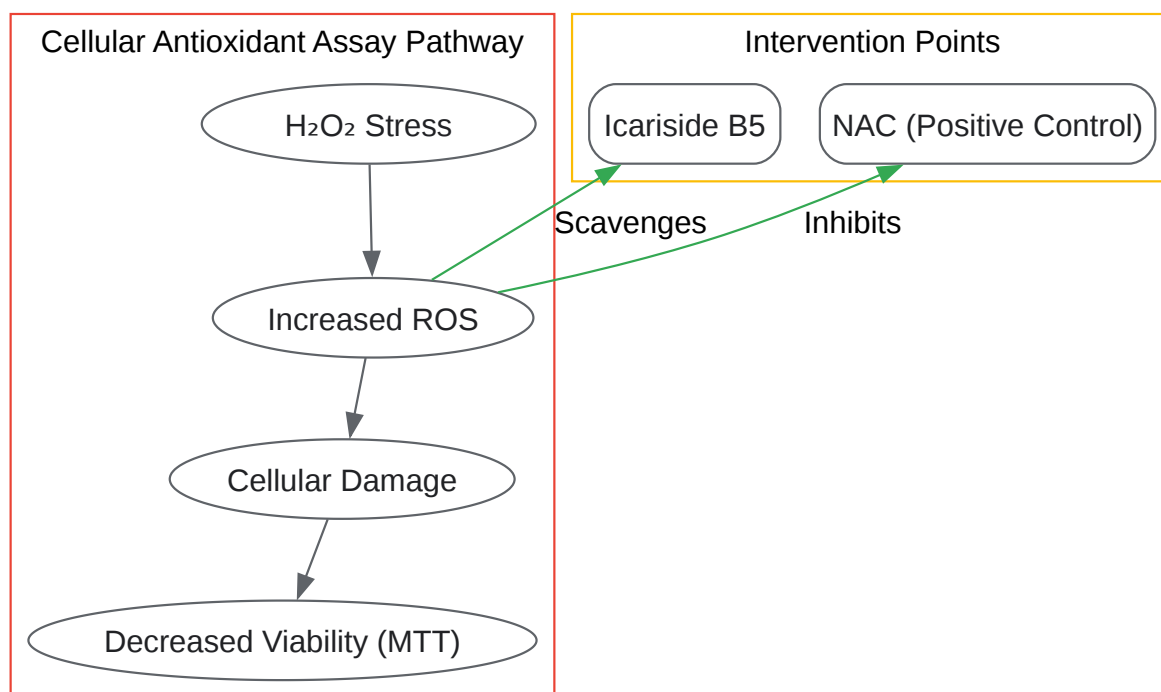 Cellular Antioxidant Assay Pathway
H₂O₂ Stress
Increased ROS
Cellular Damage
Decreased Viability (MTT)
Intervention Points
Icariside B5
NAC (Positive Control)
Scavenges
Inhibits